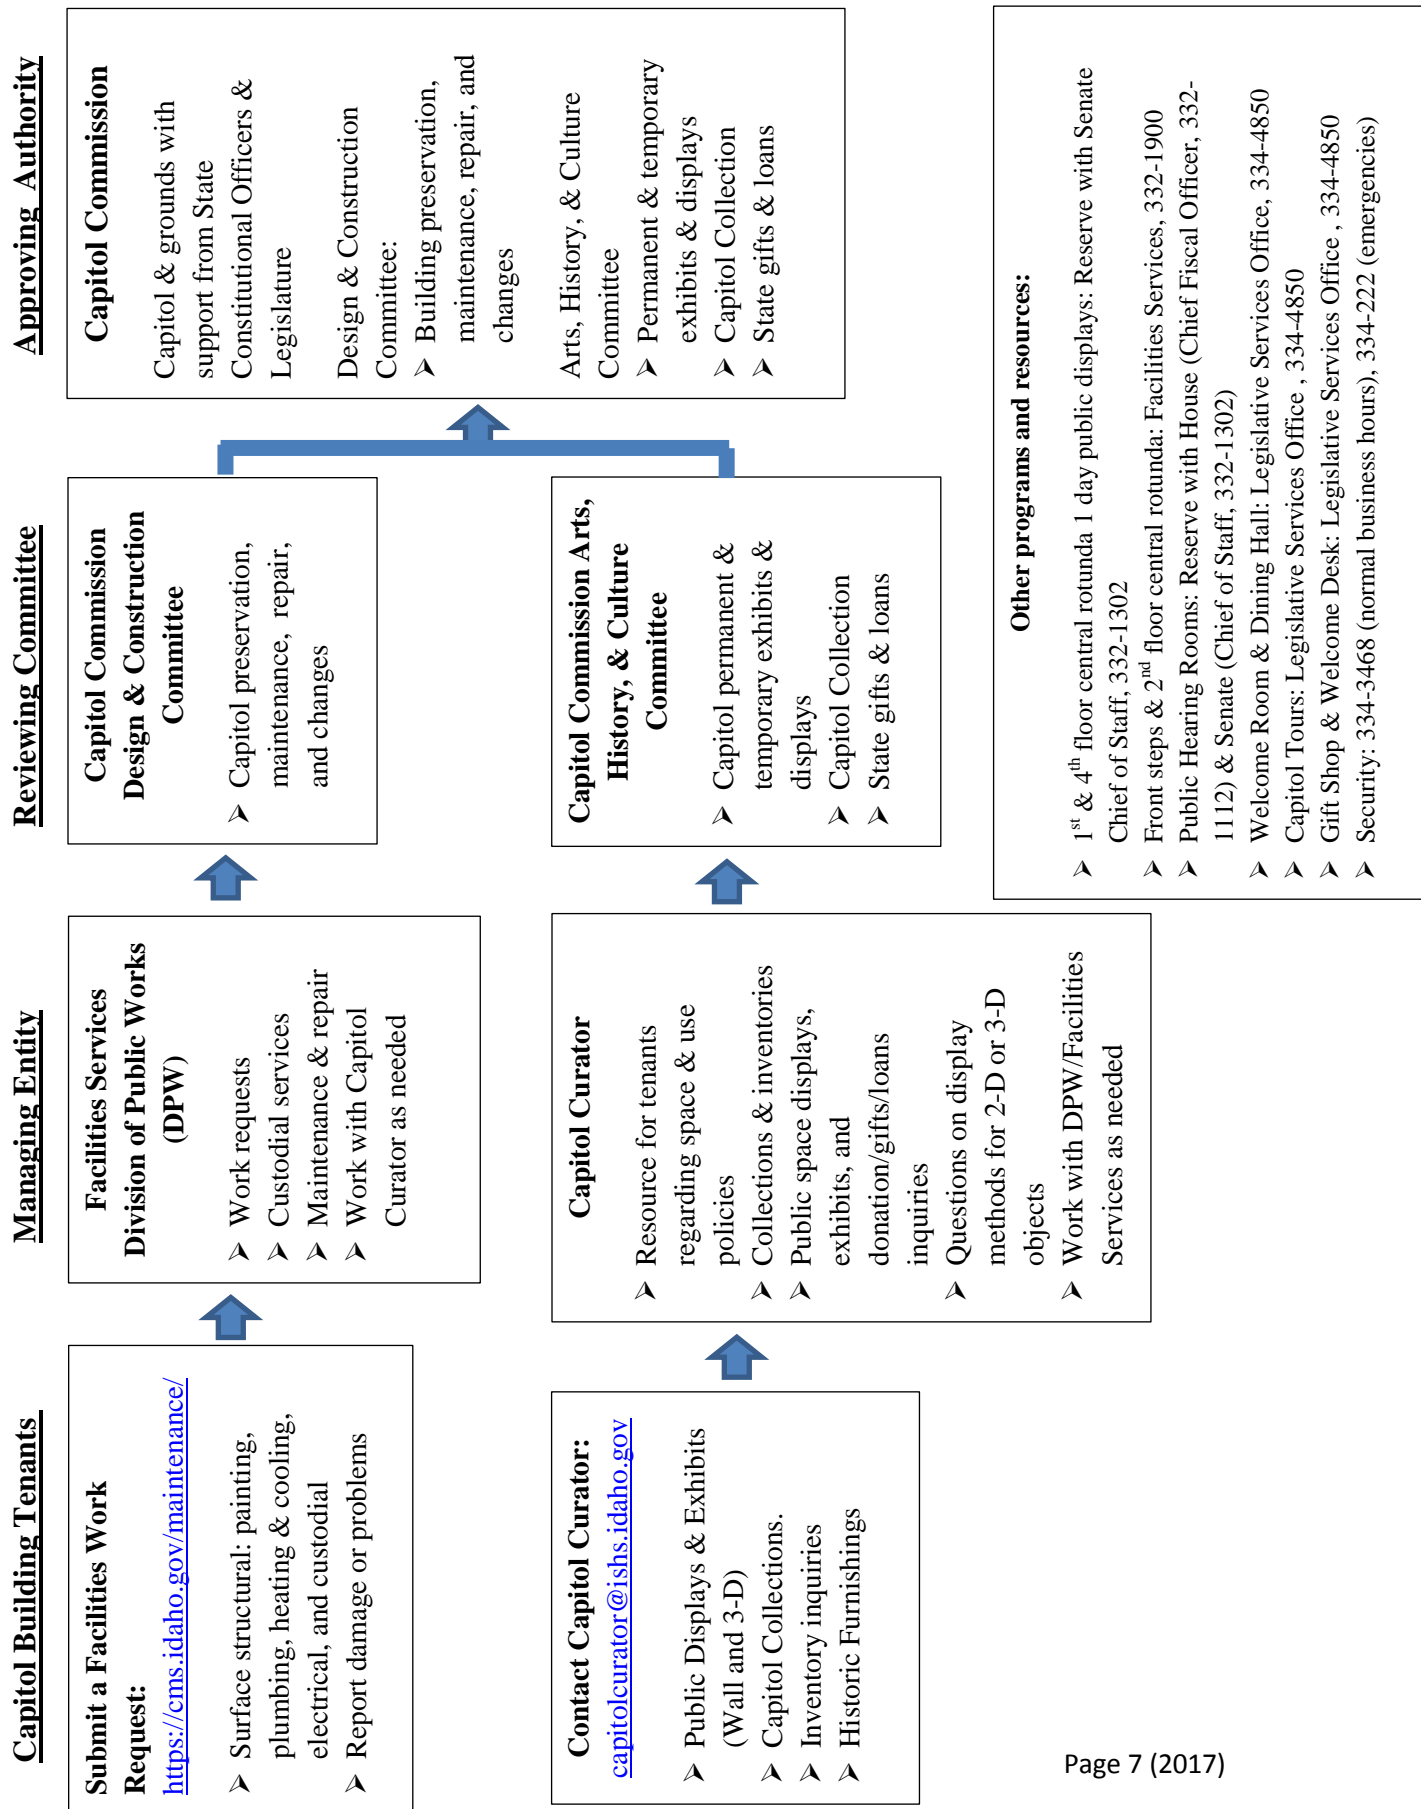 Capitol Building Tenants
Managing Entity
Reviewing Committee
Approving Authority
Submit a Facilities Work
Request:
https://cms.idaho.gov/maintenance/
➢ Surface structural: painting,
plumbing, heating & cooling,
electrical, and custodial
➢ Report damage or problems
Facilities Services
Division of Public Works
(DPW)
➢ Work requests
➢ Custodial services
➢ Maintenance & repair
➢ Work with Capitol
Curator as needed
Capitol Commission
Design & Construction
Committee
➢ Capitol preservation,
maintenance, repair,
and changes
Capitol Commission
Capitol & grounds with
support from State
Constitutional Officers &
Legislature
Design & Construction
Committee:
➢ Building preservation,
maintenance, repair, and
changes
Arts, History, & Culture
Committee
➢ Permanent & temporary
exhibits & displays
➢ Capitol Collection
➢ State gifts & loans
Contact Capitol Curator:
capitolcurator@ishs.idaho.gov
➢ Public Displays & Exhibits
(Wall and 3-D)
➢ Capitol Collections.
➢ Inventory inquiries
➢ Historic Furnishings
Capitol Curator
➢ Resource for tenants
regarding space & use
policies
➢ Collections & inventories
➢ Public space displays,
exhibits, and
donation/gifts/loans
inquiries
➢ Questions on display
methods for 2-D or 3-D
objects
➢ Work with DPW/Facilities
Services as needed
Capitol Commission Arts,
History, & Culture
Committee
➢ Capitol permanent &
temporary exhibits &
displays
➢ Capitol Collection
➢ State gifts & loans
Other programs and resources:
➢ 1st & 4th floor central rotunda 1 day public displays: Reserve with Senate
Chief of Staff, 332-1302
➢ Front steps & 2nd floor central rotunda: Facilities Services, 332-1900
➢ Public Hearing Rooms: Reserve with House (Chief Fiscal Officer, 332-
1112) & Senate (Chief of Staff, 332-1302)
➢ Welcome Room & Dining Hall: Legislative Services Office, 334-4850
➢ Capitol Tours: Legislative Services Office , 334-4850
➢ Gift Shop & Welcome Desk: Legislative Services Office , 334-4850
➢ Security: 334-3468 (normal business hours), 334-222 (emergencies)
Page 7 (2017)